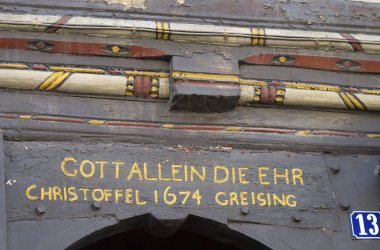 GOTT ALLEIN DIE EHR
CHRISTOFFEL 1674 GREISING
13